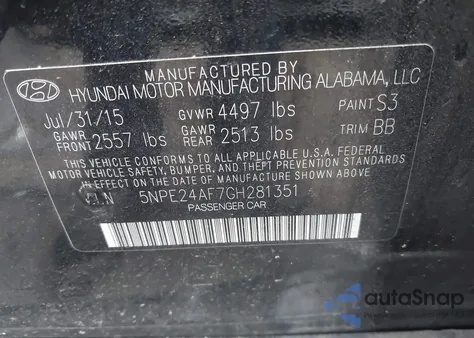 MANUFACTURED BY
HYUNDAI MOTOR MANUFACTURING ALABAMA, LLC
Jul/31/15 GVWR 4497 lbs PAINT S3
GAWR FRONT 2557 lbs GAWR REAR 2513 lbs TRIM BB
THIS VEHICLE CONFORMS TO ALL APPLICABLE U.S.A. FEDERAL
MOTOR VEHICLE SAFETY, BUMPER, AND THEFT PREVENTION
STANDARDS IN EFFECT ON THE DATE OF MANUFACTURE SHOWN ABOVE.
5NPE24AF7GH281351
PASSENGER CAR
autoSnap